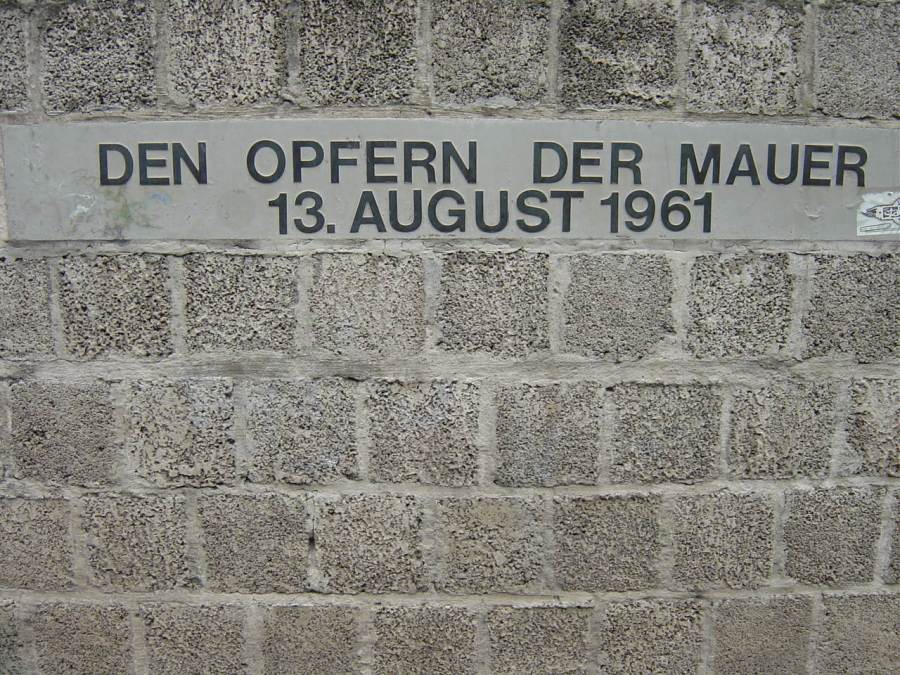 DEN OPFERN DER MAUER
13. AUGUST 1961